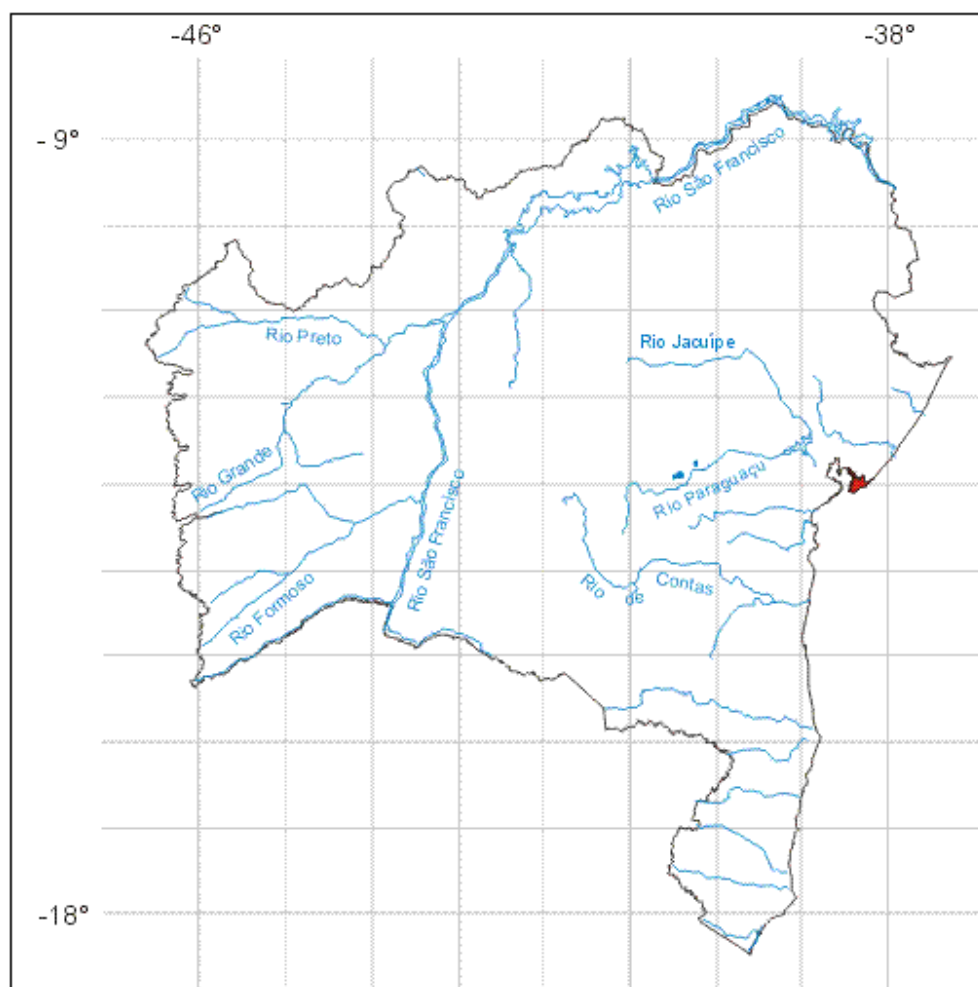 -46°
-38°
- 9°
Rio São Francisco
Rio Preto
Rio Jacuípe
Rio Grande
Rio Paraguaçu
Rio São Francisco
Rio de Contas
Rio Formoso
-18°